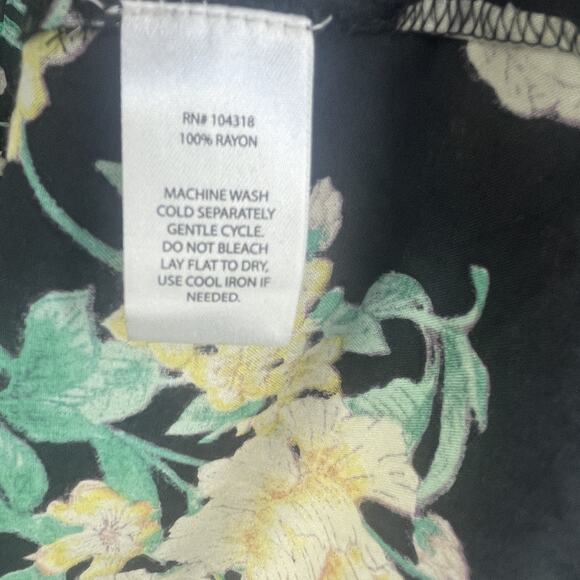 RN# 104318
100% RAYON
MACHINE WASH
COLD SEPARATELY
GENTLE CYCLE.
DO NOT BLEACH
LAY FLAT TO DRY,
USE COOL IRON IF
NEEDED.